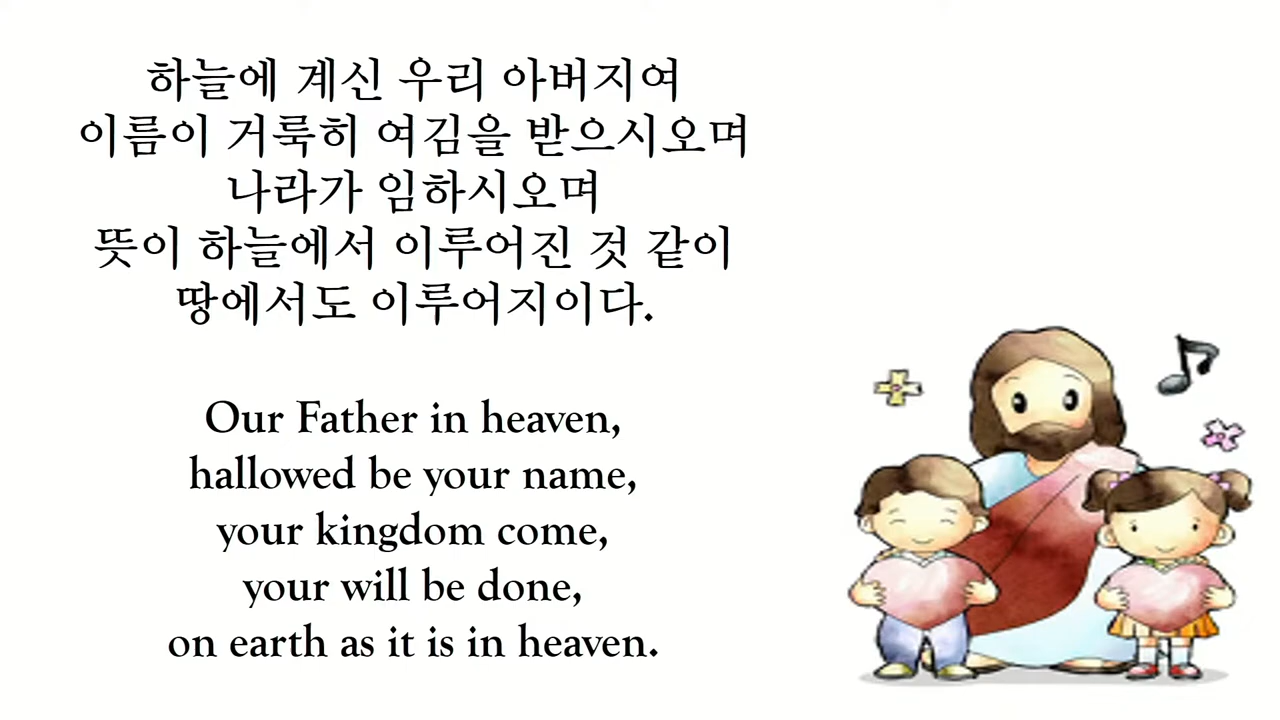 하늘에 계신 우리 아버지여
이름이 거룩히 여김을 받으시오며
나라가 임하시오며
뜻이 하늘에서 이루어진 것 같이
땅에서도 이루어지이다.
Our Father in heaven,
hallowed be your name,
your kingdom come,
your will be done,
on earth as it is in heaven.